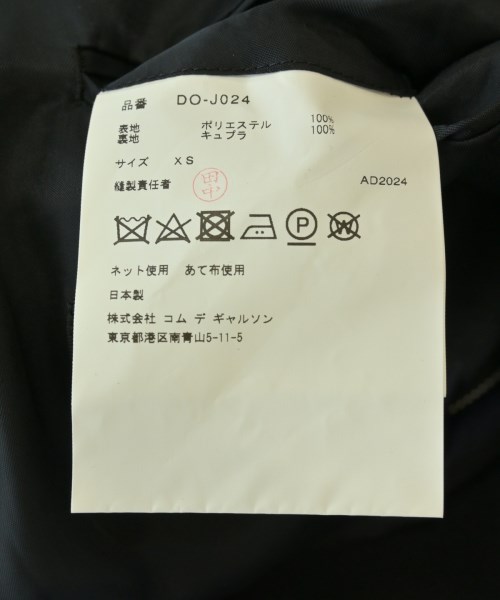 品番 DO-J024
表地 ポリエステル 100%
裏地 キュプラ 100%
サイズ XS
縫製責任者 田中 AD2024
P W
ネット使用 あて布使用
日本製
株式会社 コム デ ギャルソン
東京都港区南青山5-11-5